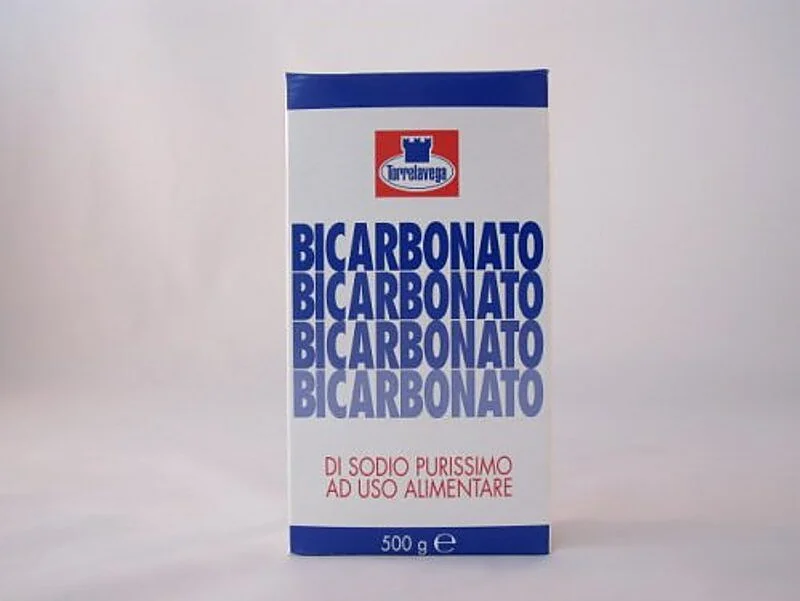 Torrelavega
BICARBONATO
BICARBONATO
BICARBONATO
BICARBONATO
DI SODIO PURISSIMO
AD USO ALIMENTARE
500 g ℮